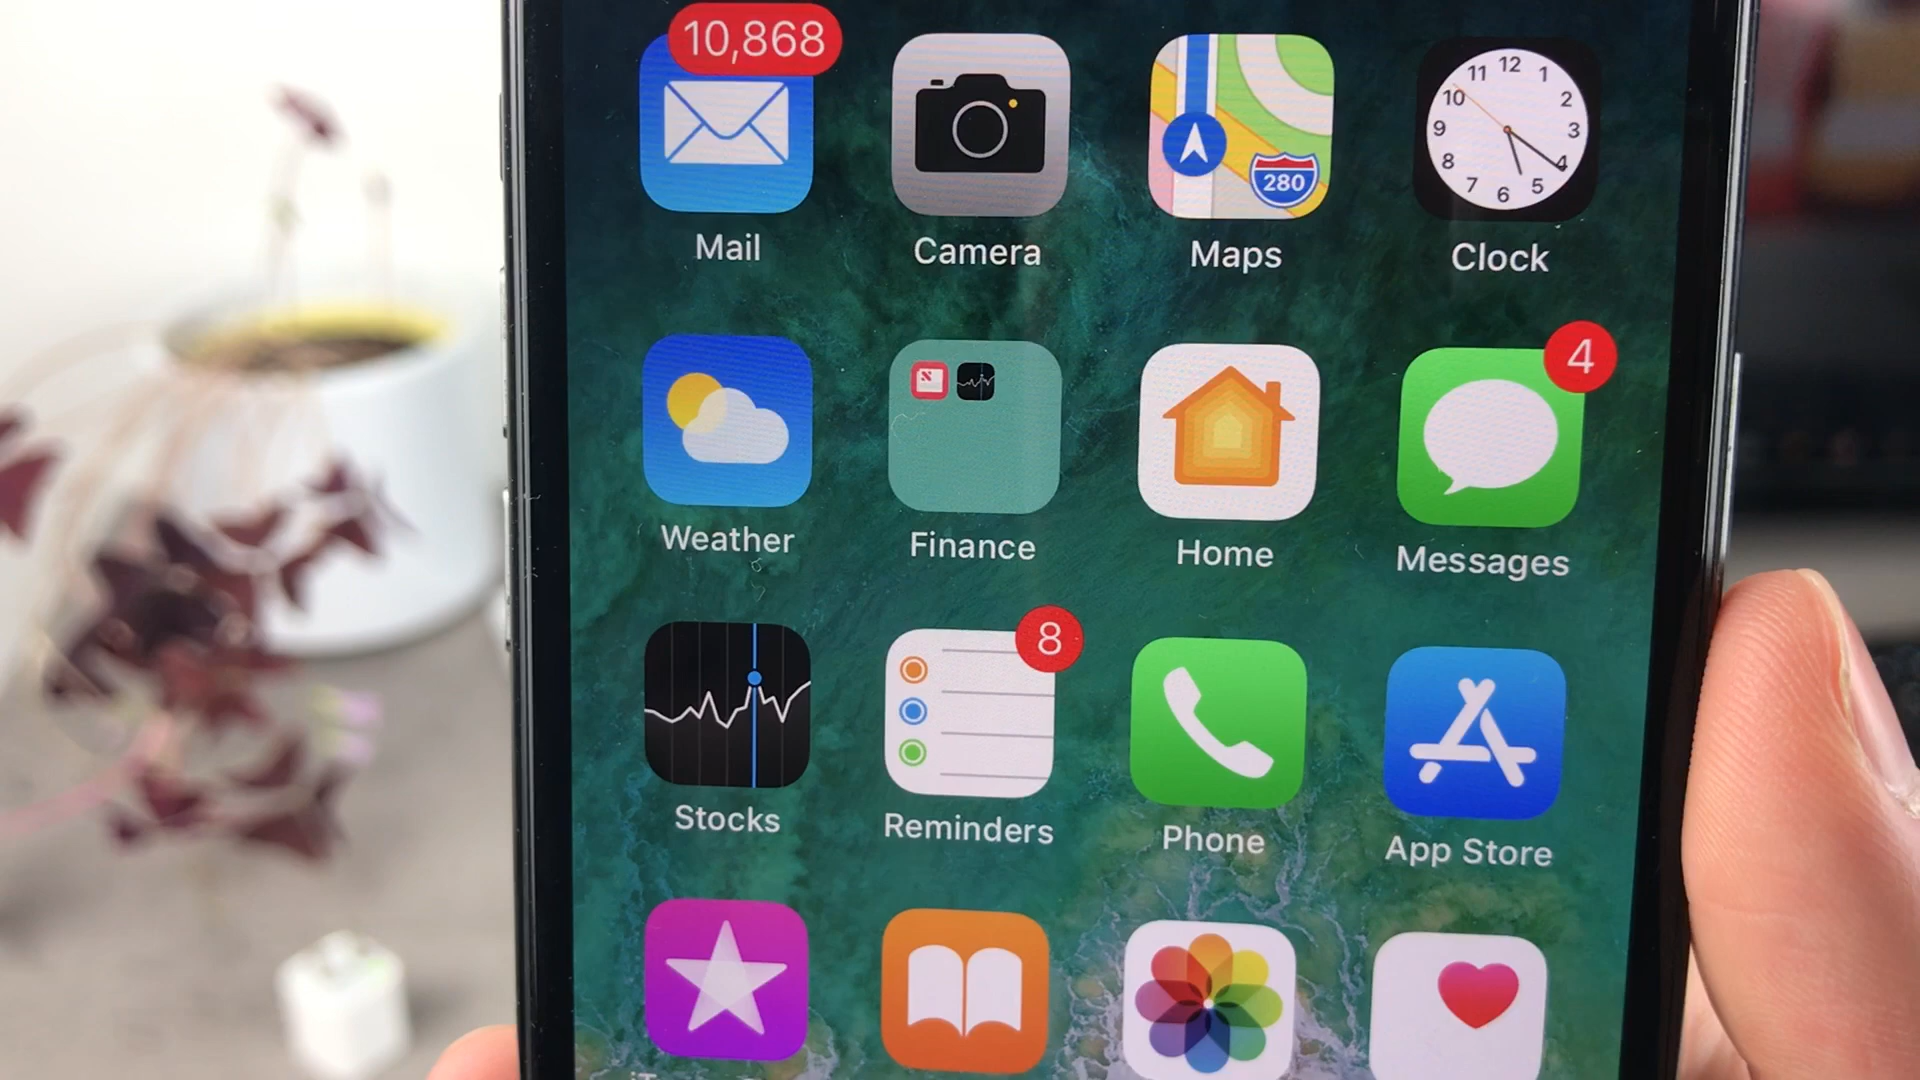 10,868
12
11
1
10
2
9
3
8
4
7
5
6
280
Mail
Camera
Maps
Clock
4
Weather
Finance
Home
Messages
8
Stocks
Reminders
Phone
App Store